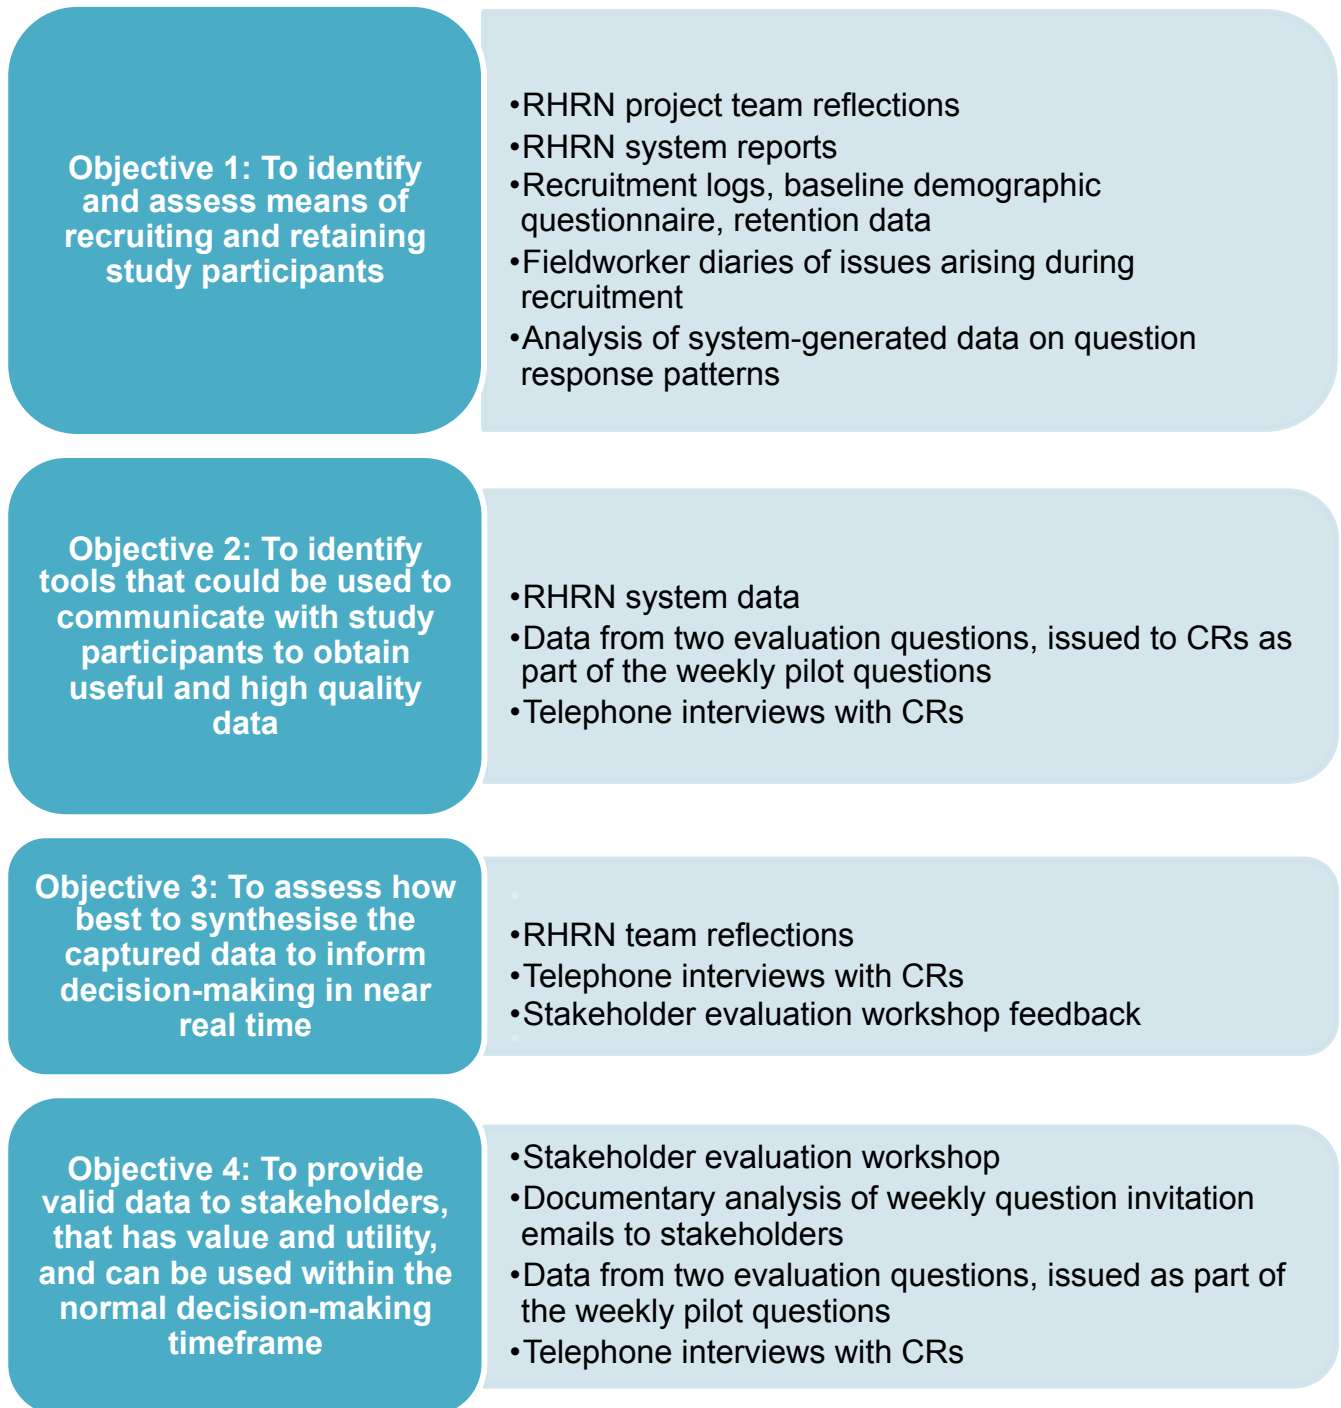 Objective 1: To identify
and assess means of
recruiting and retaining
study participants
•RHRN project team reflections
•RHRN system reports
•Recruitment logs, baseline demographic
questionnaire, retention data
•Fieldworker diaries of issues arising during
recruitment
•Analysis of system-generated data on question
response patterns
Objective 2: To identify
tools that could be used to
communicate with study
participants to obtain
useful and high quality
data
•RHRN system data
•Data from two evaluation questions, issued to CRs as
part of the weekly pilot questions
•Telephone interviews with CRs
Objective 3: To assess how
best to synthesise the
captured data to inform
decision-making in near
real time
•RHRN team reflections
•Telephone interviews with CRs
•Stakeholder evaluation workshop feedback
Objective 4: To provide
valid data to stakeholders,
that has value and utility,
and can be used within the
normal decision-making
timeframe
•Stakeholder evaluation workshop
•Documentary analysis of weekly question invitation
emails to stakeholders
•Data from two evaluation questions, issued as part of
the weekly pilot questions
•Telephone interviews with CRs